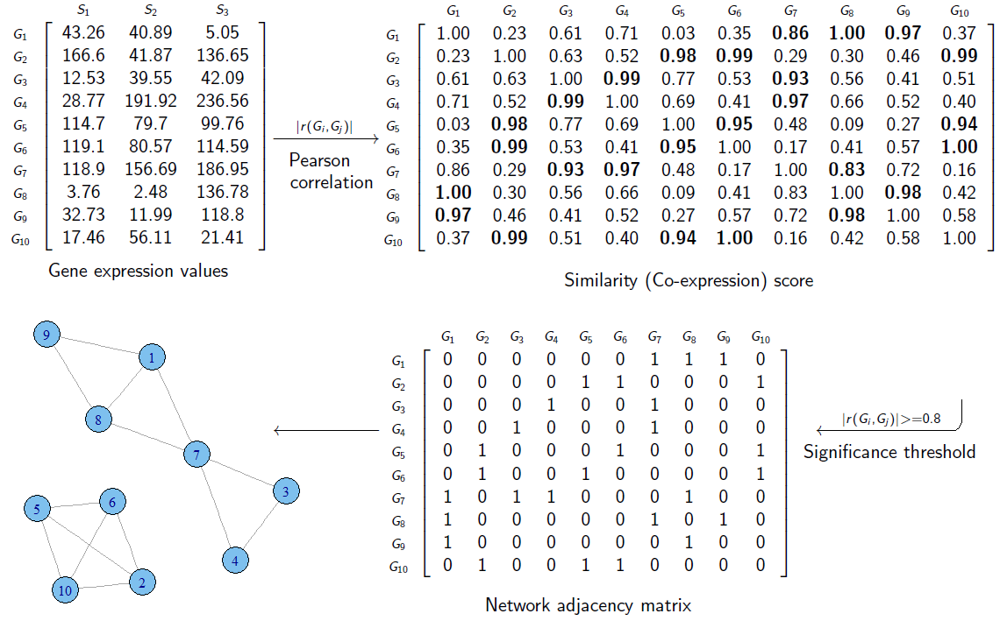 S1 S2 S3
G1 43.26 40.89 5.05
G2 166.6 41.87 136.65
G3 12.53 39.55 42.09
G4 28.77 191.92 236.56
G5 114.7 79.7 99.76
G6 119.1 80.57 114.59
G7 118.9 156.69 186.95
G8 3.76 2.48 136.78
G9 32.73 11.99 118.8
G10 17.46 56.11 21.41
Gene expression values
|r(Gi,Gj)|
Pearson
correlation
G1 G2 G3 G4 G5 G6 G7 G8 G9 G10
G1 1.00 0.23 0.61 0.71 0.03 0.35 0.86 1.00 0.97 0.37
G2 0.23 1.00 0.63 0.52 0.98 0.99 0.29 0.30 0.46 0.99
G3 0.61 0.63 1.00 0.99 0.77 0.53 0.93 0.56 0.41 0.51
G4 0.71 0.52 0.99 1.00 0.69 0.41 0.97 0.66 0.52 0.40
G5 0.03 0.98 0.77 0.69 1.00 0.95 0.48 0.09 0.27 0.94
G6 0.35 0.99 0.53 0.41 0.95 1.00 0.17 0.41 0.57 1.00
G7 0.86 0.29 0.93 0.97 0.48 0.17 1.00 0.83 0.72 0.16
G8 1.00 0.30 0.56 0.66 0.09 0.41 0.83 1.00 0.98 0.42
G9 0.97 0.46 0.41 0.52 0.27 0.57 0.72 0.98 1.00 0.58
G10 0.37 0.99 0.51 0.40 0.94 1.00 0.16 0.42 0.58 1.00
Similarity (Co-expression) score
|r(Gi,Gj)|>=0.8
Significance threshold
G1 G2 G3 G4 G5 G6 G7 G8 G9 G10
G1 0 0 0 0 0 0 1 1 1 0
G2 0 0 0 0 1 1 0 0 0 1
G3 0 0 0 1 0 0 1 0 0 0
G4 0 0 1 0 0 0 1 0 0 0
G5 0 1 0 0 0 1 0 0 0 1
G6 0 1 0 0 1 0 0 0 0 1
G7 1 0 1 1 0 0 0 1 0 0
G8 1 0 0 0 0 0 1 0 1 0
G9 1 0 0 0 0 0 0 1 0 0
G10 0 1 0 0 1 1 0 0 0 0
Network adjacency matrix
9
1
8
7
3
6
5
4
2
10